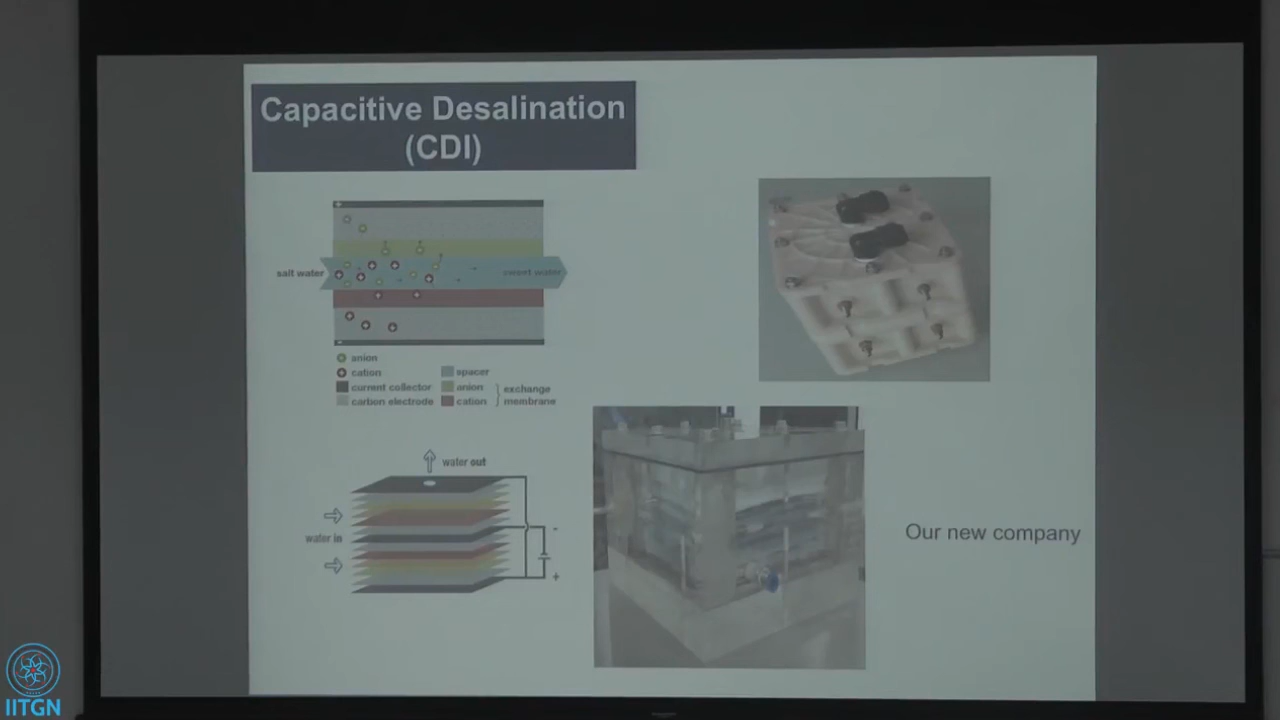 Capacitive Desalination
(CDI)
salt water
sweet water
anion
cation
current collector
carbon electrode
spacer
anion
cation
exchange
membrane
water out
water in
-
+
Our new company
IITGN